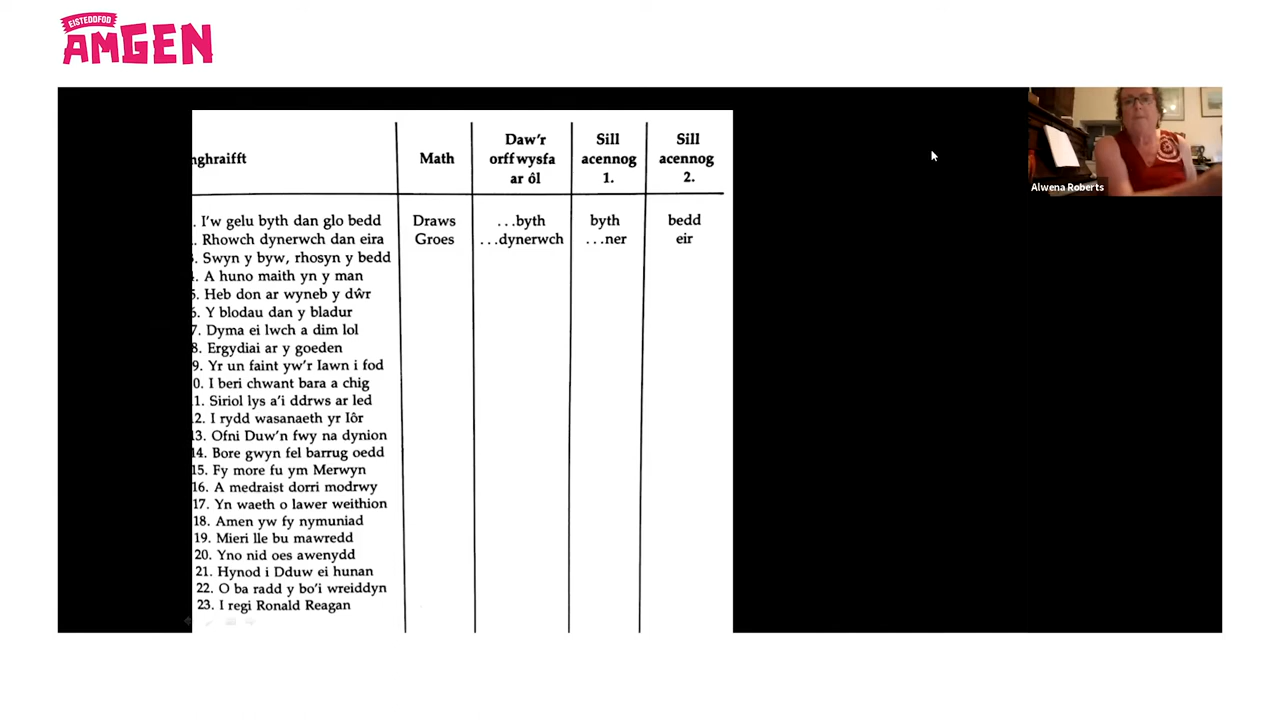 EISTEDDFOD
AMGEN
nghraifft Math Daw'r orffwysfa ar ôl Sill acennog 1. Sill acennog 2.
. I'w gelu byth dan glo bedd Draws ...byth byth bedd
. Rhowch dynerwch dan eira Groes ...dynerwch ...ner eir
3. Swyn y byw, rhosyn y bedd
4. A huno maith yn y man
5. Heb don ar wyneb y dŵr
6. Y blodau dan y bladur
7. Dyma ei lwch a dim lol
8. Ergydiai ar y goeden
9. Yr un faint yw'r Iawn i fod
0. I beri chwant bara a chig
11. Siriol lys a'i ddrws ar led
12. I rydd wasanaeth yr Iôr
13. Ofni Duw'n fwy na dynion
14. Bore gwyn fel barrug oedd
15. Fy more fu ym Merwyn
16. A medraist dorri modrwy
17. Yn waeth o lawer weithion
18. Amen yw fy nymuniad
19. Mieri lle bu mawredd
20. Yno nid oes awenydd
21. Hynod i Dduw ei hunan
22. O ba radd y bo'i wreiddyn
23. I regi Ronald Reagan
Alwena Roberts